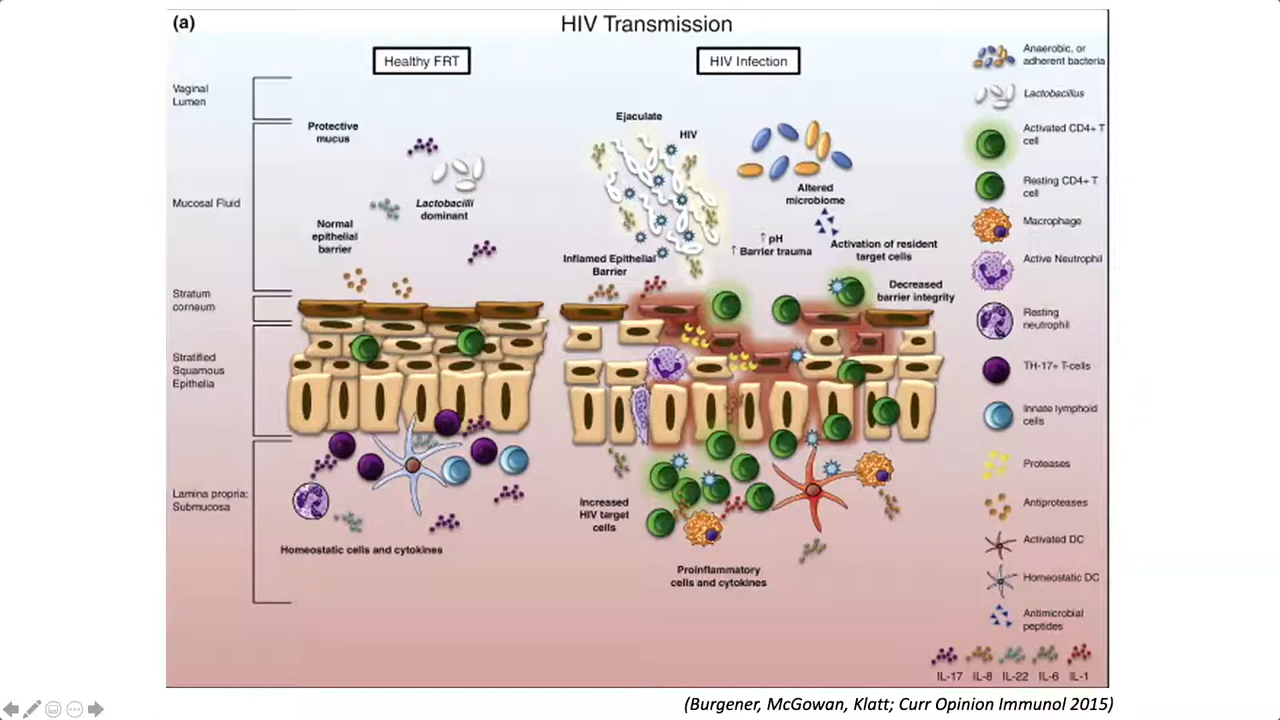 (a)
HIV Transmission
Healthy FRT
HIV Infection
Vaginal
Lumen
Mucosal Fluid
Stratum
corneum
Stratified
Squamous
Epithelia
Lamina propria:
Submucosa
Protective
mucus
Lactobacilli
dominant
Normal
epithelial
barrier
Homeostatic cells and cytokines
Ejaculate
HIV
Altered
microbiome
↑ pH
↑ Barrier trauma
Inflamed Epithelial
Barrier
Activation of resident
target cells
Decreased
barrier integrity
Increased
HIV target
cells
Proinflammatory
cells and cytokines
Anaerobic, or
adherent bacteria
Lactobacillus
Activated CD4+ T
cell
Resting CD4+ T
cell
Macrophage
Active Neutrophil
Resting
neutrophil
TH-17+ T-cells
Innate lymphoid
cells
Proteases
Antiproteases
Activated DC
Homeostatic DC
Antimicrobial
peptides
IL-17 IL-8 IL-22 IL-6 IL-1
(Burgener, McGowan, Klatt; Curr Opinion Immunol 2015)